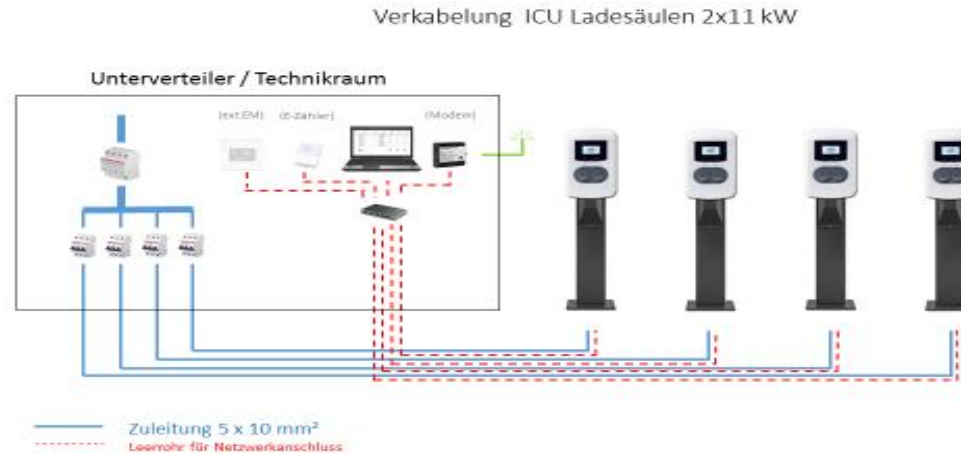 Verkabelung ICU Ladesäulen 2x11 kW
Unterverteiler / Technikraum
(ext.EM) (E-Zähler) (Modem)
Zuleitung 5 x 10 mm²
Leerrohr für Netzwerkanschluss